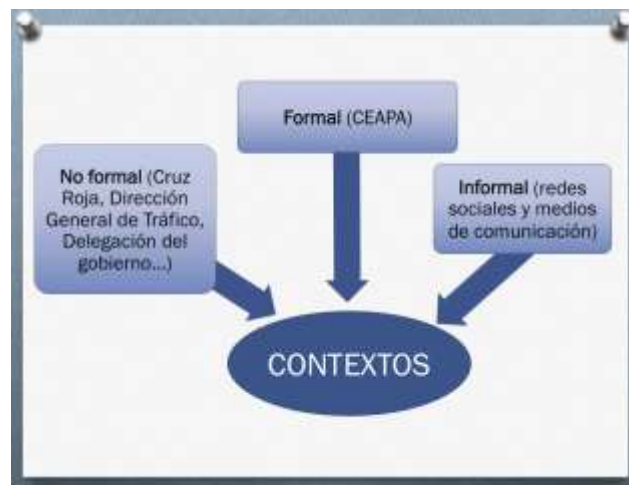 Formal (CEAPA)
No formal (Cruz
Roja, Dirección
General de Tráfico,
Delegación del
gobierno...)
Informal (redes
sociales y medios
de comunicación)
CONTEXTOS